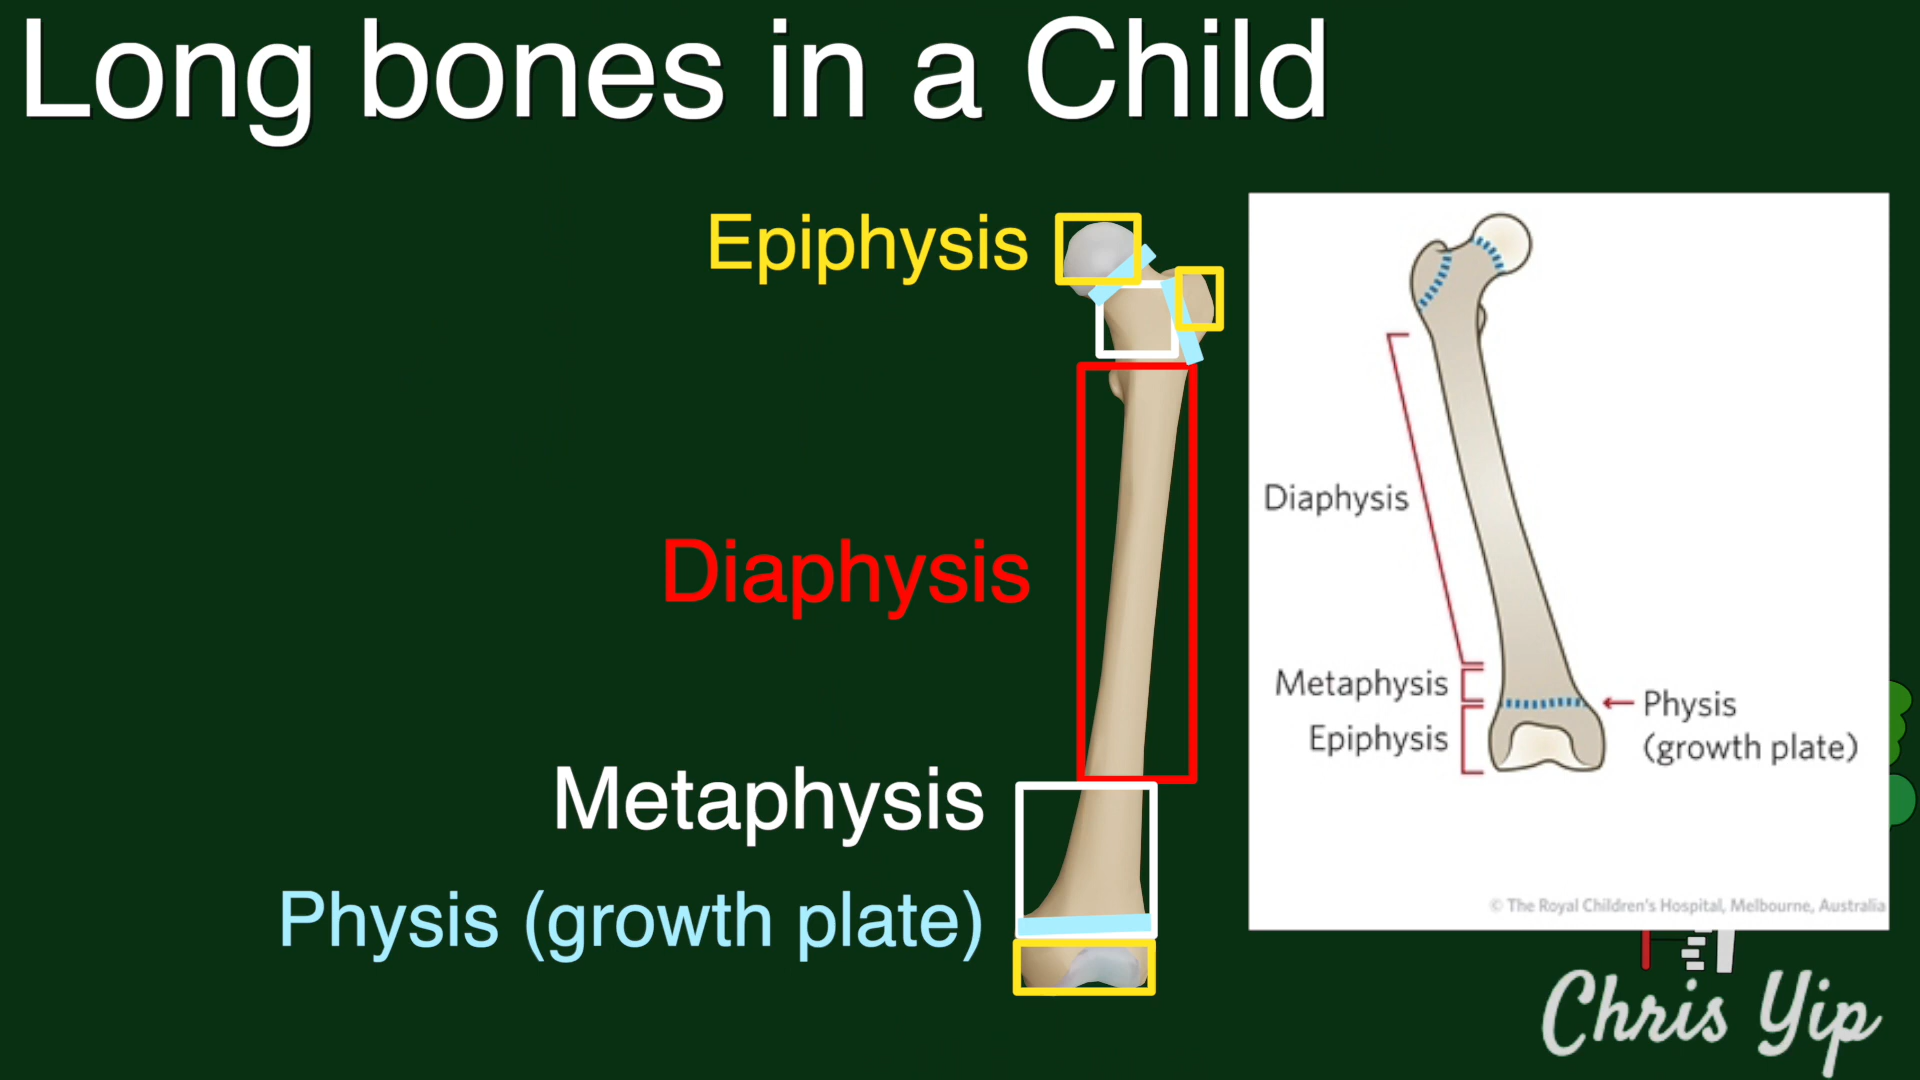 Long bones in a Child
Epiphysis
Diaphysis
Metaphysis
Physis (growth plate)
Diaphysis
Metaphysis
Epiphysis
Physis
(growth plate)
© The Royal Children's Hospital, Melbourne, Australia
Chris Yip